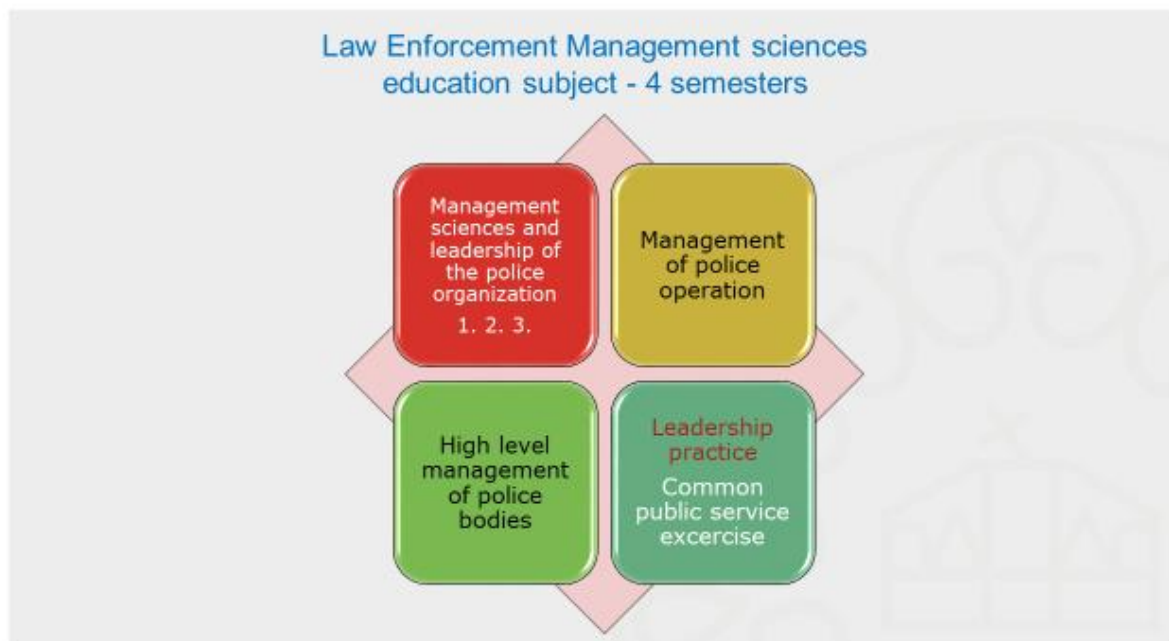 Law Enforcement Management sciences
education subject - 4 semesters
Management
sciences and
leadership of
the police
organization
1. 2. 3.
Management
of police
operation
High level
management
of police
bodies
Leadership
practice
Common
public service
excercise